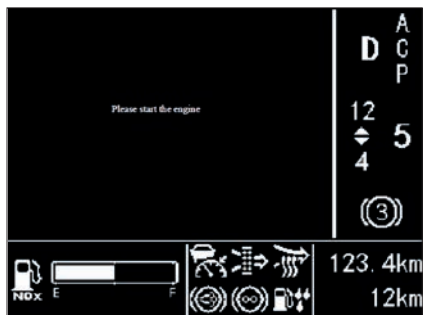 Please start the engine
D
A
C
P
12
4
5
(3)
NOx
E F
123.4km
12km